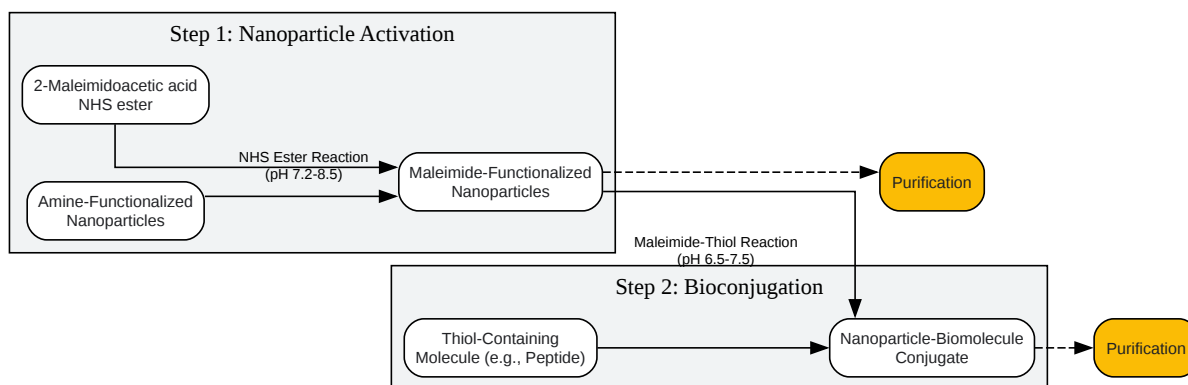 Step 1: Nanoparticle Activation
2-Maleimidoacetic acid
NHS ester
NHS Ester Reaction
(pH 7.2-8.5)
Maleimide-Functionalized
Nanoparticles
Purification
Amine-Functionalized
Nanoparticles
Maleimide-Thiol Reaction
(pH 6.5-7.5)
Step 2: Bioconjugation
Thiol-Containing
Molecule (e.g., Peptide)
Nanoparticle-Biomolecule
Conjugate
Purification